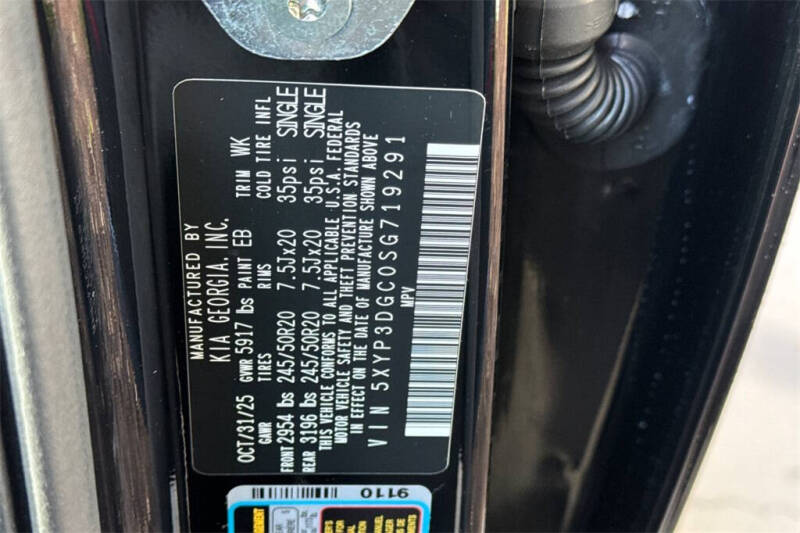 MANUFACTURED BY
KIA GEORGIA, INC.
OCT/31/25 GVWR 5917 lbs PAINT EB TRIM WK
GAWR TIRES RIMS COLD TIRE INFL
FRONT 2954 lbs 245/50R20 7.5Jx20 35psi SINGLE
REAR 3196 lbs 245/50R20 7.5Jx20 35psi SINGLE
THIS VEHICLE CONFORMS TO ALL APPLICABLE U.S.A. FEDERAL
MOTOR VEHICLE SAFETY AND THEFT PREVENTION STANDARDS
IN EFFECT ON THE DATE OF MANUFACTURE SHOWN ABOVE
VIN 5XYP3DGC0SG719291
MPV
9110